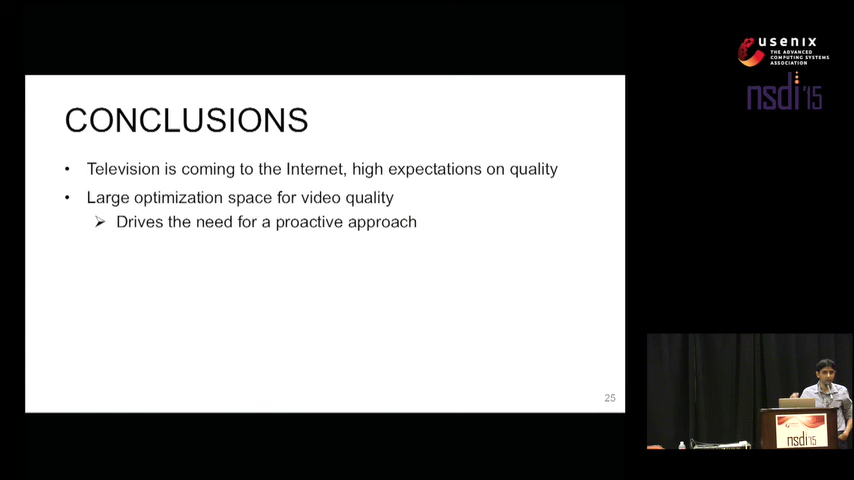 usenix
THE ADVANCED
COMPUTING SYSTEMS
ASSOCIATION
nsdi'15
CONCLUSIONS
• Television is coming to the Internet, high expectations on quality
• Large optimization space for video quality
➢ Drives the need for a proactive approach
25
nsdi'15